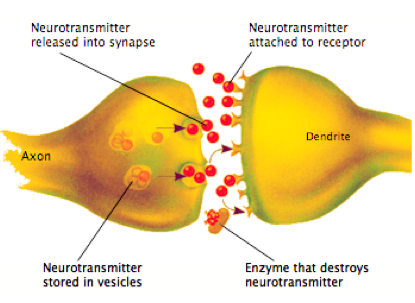 Neurotransmitter
released into synapse
Neurotransmitter
attached to receptor
Axon
Dendrite
Neurotransmitter
stored in vesicles
Enzyme that destroys
neurotransmitter